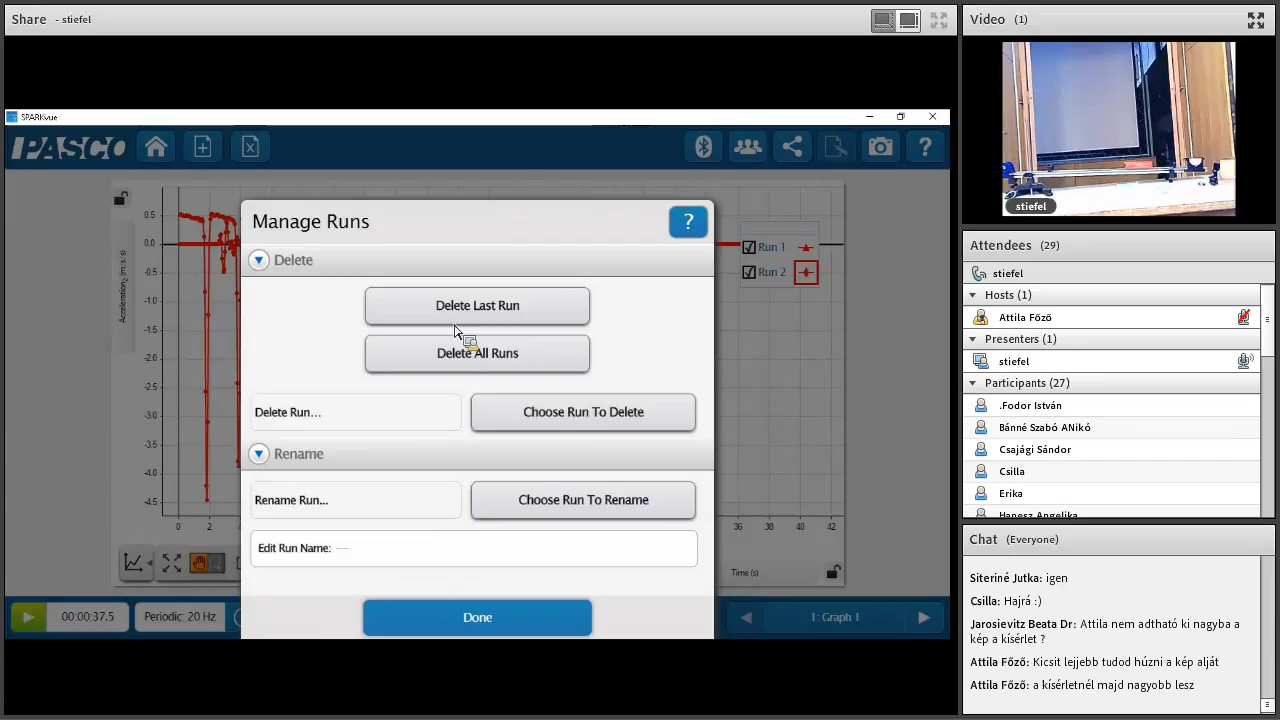 Share - stiefel
SPARKvue
PASCO
?
0.5
0.0
-0.5
-1.0
-1.5
-2.0
-2.5
-3.0
-3.5
-4.0
-4.5
0
2
36
38
40
42
Time (s)
Run 1
Run 2
Manage Runs
?
Delete
Delete Last Run
Delete All Runs
Delete Run...
Choose Run To Delete
Rename
Rename Run...
Choose Run To Rename
Edit Run Name: --
Done
00:00:37.5
Periodic: 20 Hz
1: Graph 1
Video (1)
stiefel
Attendees (29)
stiefel
Hosts (1)
Attila Főző
Presenters (1)
stiefel
Participants (27)
.Fodor István
Bánné Szabó ANikó
Csajági Sándor
Csilla
Erika
Hanesz Angelika
Chat (Everyone)
Siteriné Jutka: igen
Csilla: Hajrá :)
Jarosievitz Beata Dr: Attila nem adtható ki nagyba a
kép a kísérlet ?
Attila Főző: Kicsit lejjebb tudod húzni a kép alját
Attila Főző: a kísérletnél majd nagyobb lesz